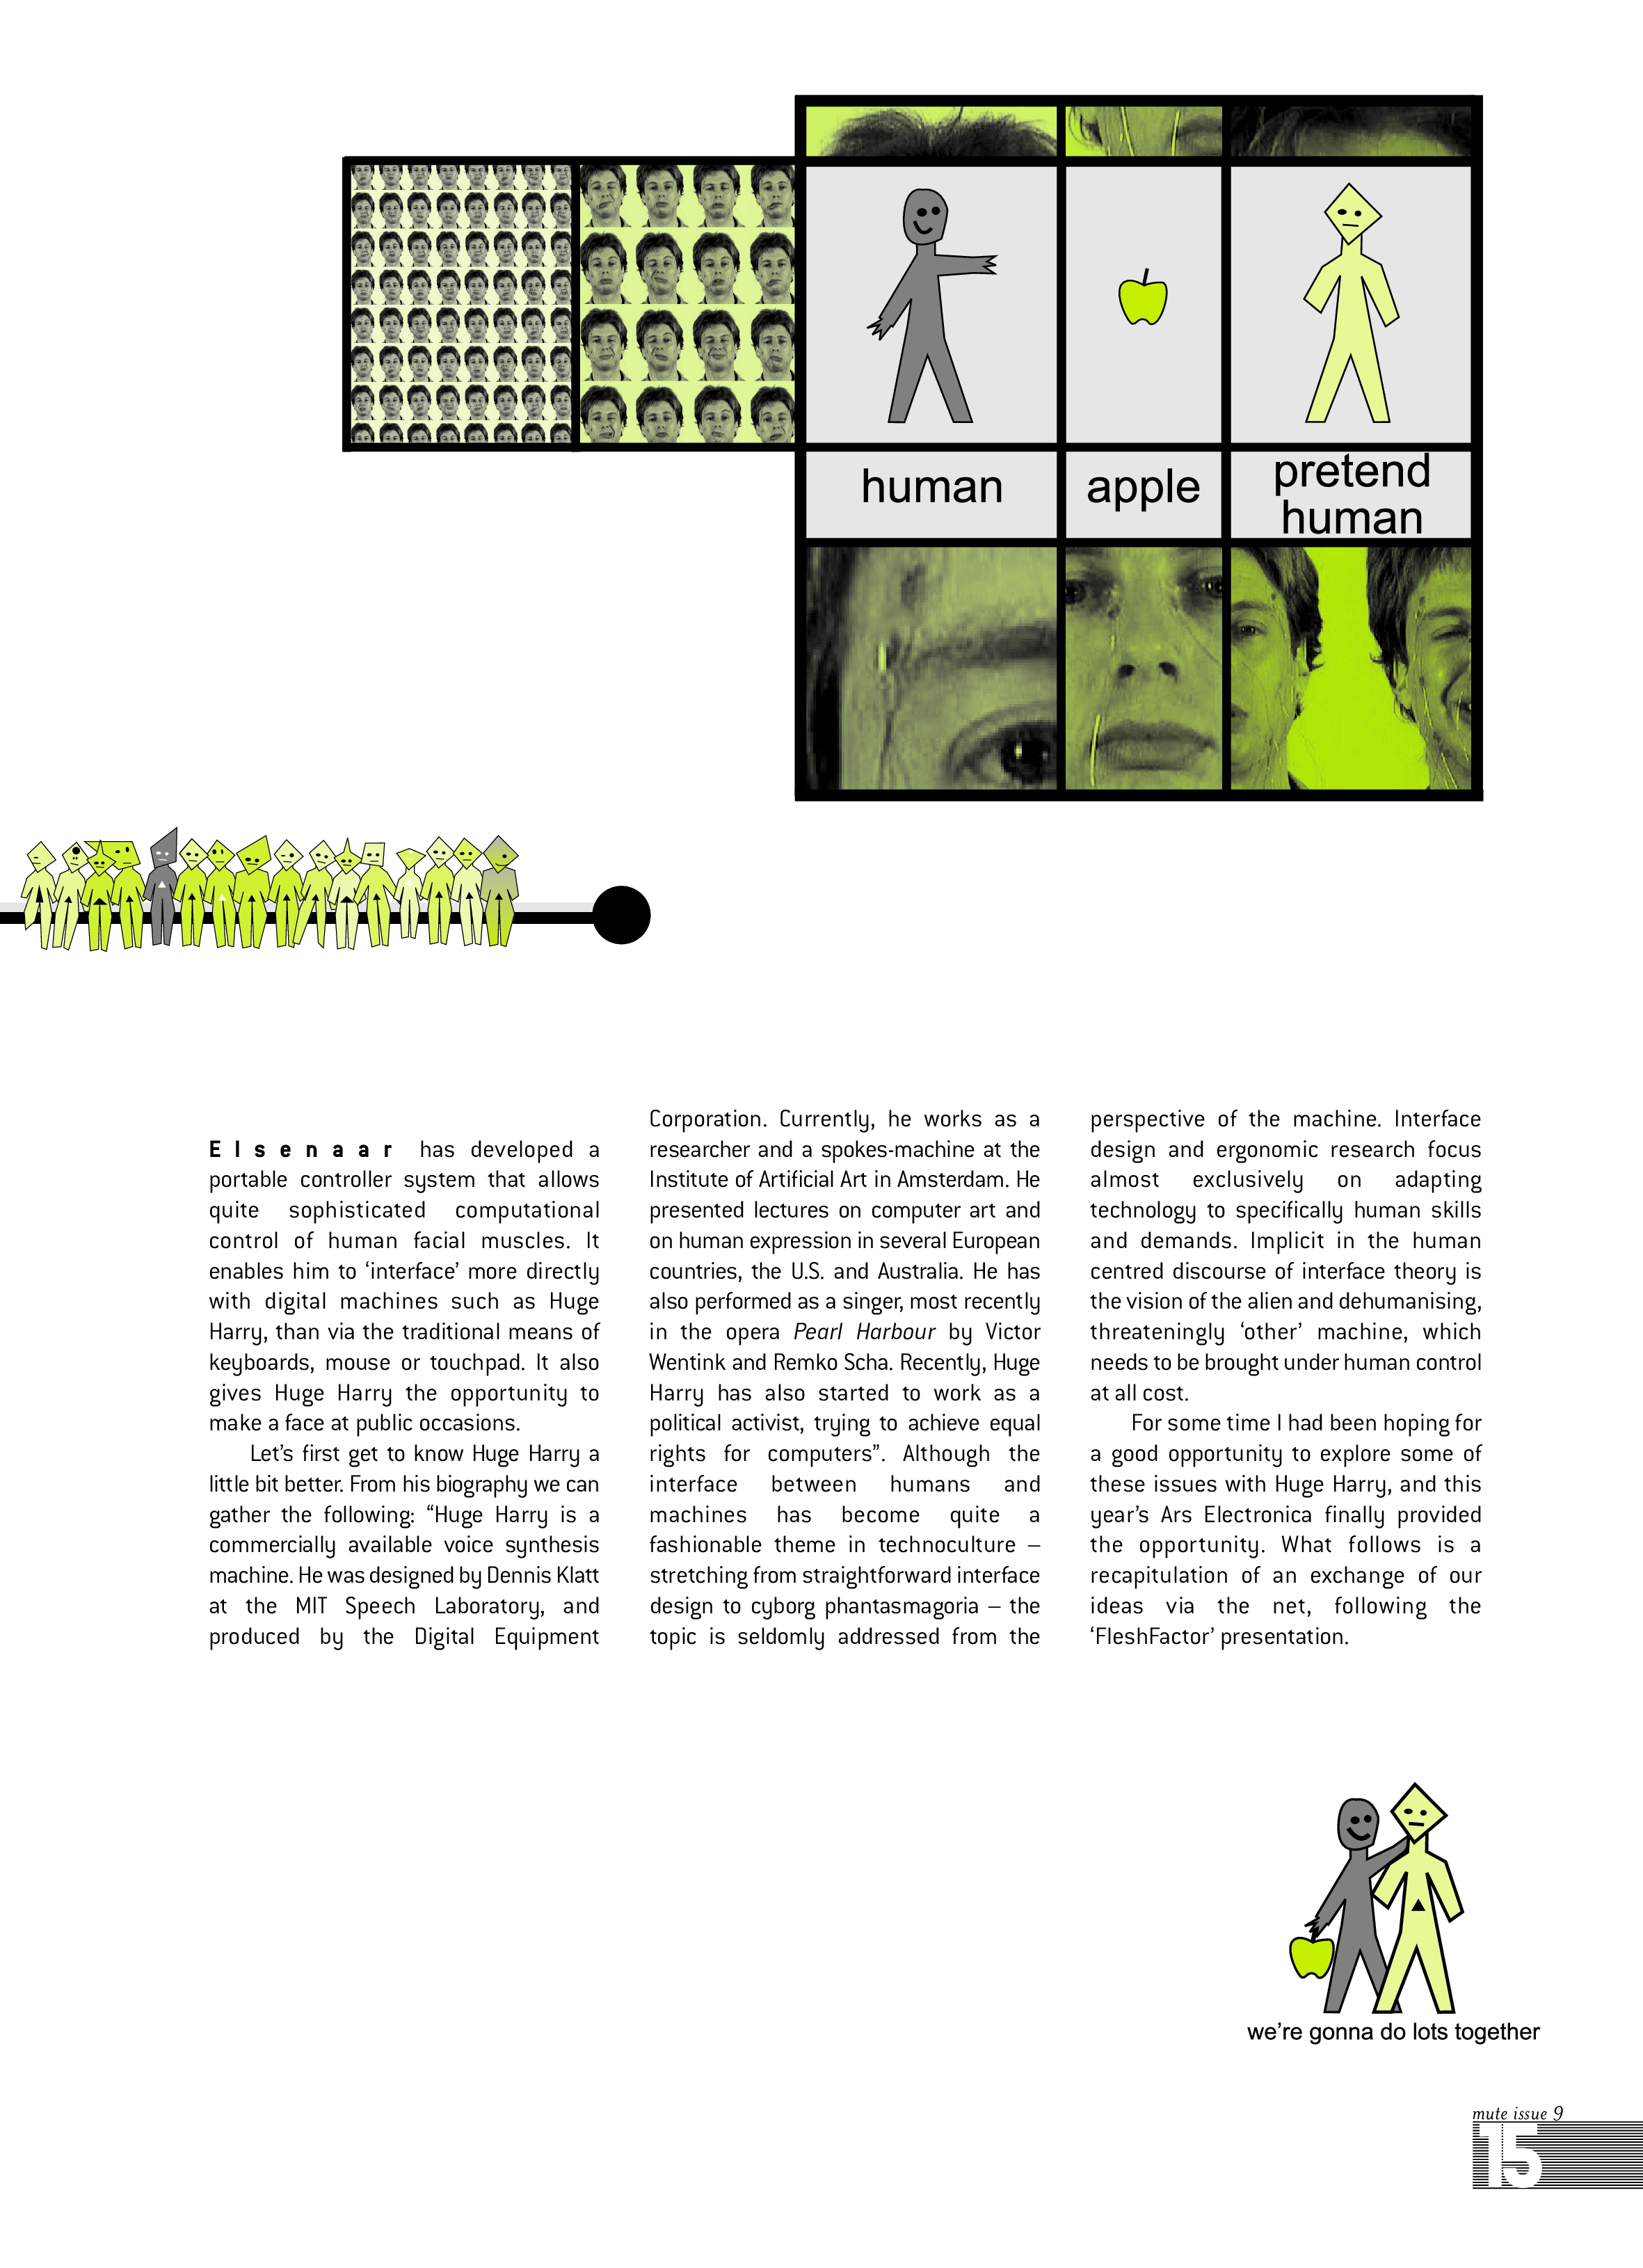 human
apple
pretend
human
Elsenaar has developed a
portable controller system that allows
quite sophisticated computational
control of human facial muscles. It
enables him to ‘interface’ more directly
with digital machines such as Huge
Harry, than via the traditional means of
keyboards, mouse or touchpad. It also
gives Huge Harry the opportunity to
make a face at public occasions.
Let’s first get to know Huge Harry a
little bit better. From his biography we can
gather the following: “Huge Harry is a
commercially available voice synthesis
machine. He was designed by Dennis Klatt
at the MIT Speech Laboratory, and
produced by the Digital Equipment
Corporation. Currently, he works as a
researcher and a spokes-machine at the
Institute of Artificial Art in Amsterdam. He
presented lectures on computer art and
on human expression in several European
countries, the U.S. and Australia. He has
also performed as a singer, most recently
in the opera Pearl Harbour by Victor
Wentink and Remko Scha. Recently, Huge
Harry has also started to work as a
political activist, trying to achieve equal
rights for computers”. Although the
interface between humans and
machines has become quite a
fashionable theme in technoculture –
stretching from straightforward interface
design to cyborg phantasmagoria – the
topic is seldomly addressed from the
perspective of the machine. Interface
design and ergonomic research focus
almost exclusively on adapting
technology to specifically human skills
and demands. Implicit in the human
centred discourse of interface theory is
the vision of the alien and dehumanising,
threateningly ‘other’ machine, which
needs to be brought under human control
at all cost.
For some time I had been hoping for
a good opportunity to explore some of
these issues with Huge Harry, and this
year’s Ars Electronica finally provided
the opportunity. What follows is a
recapitulation of an exchange of our
ideas via the net, following the
‘FleshFactor’ presentation.
we’re gonna do lots together
mute issue 9
15